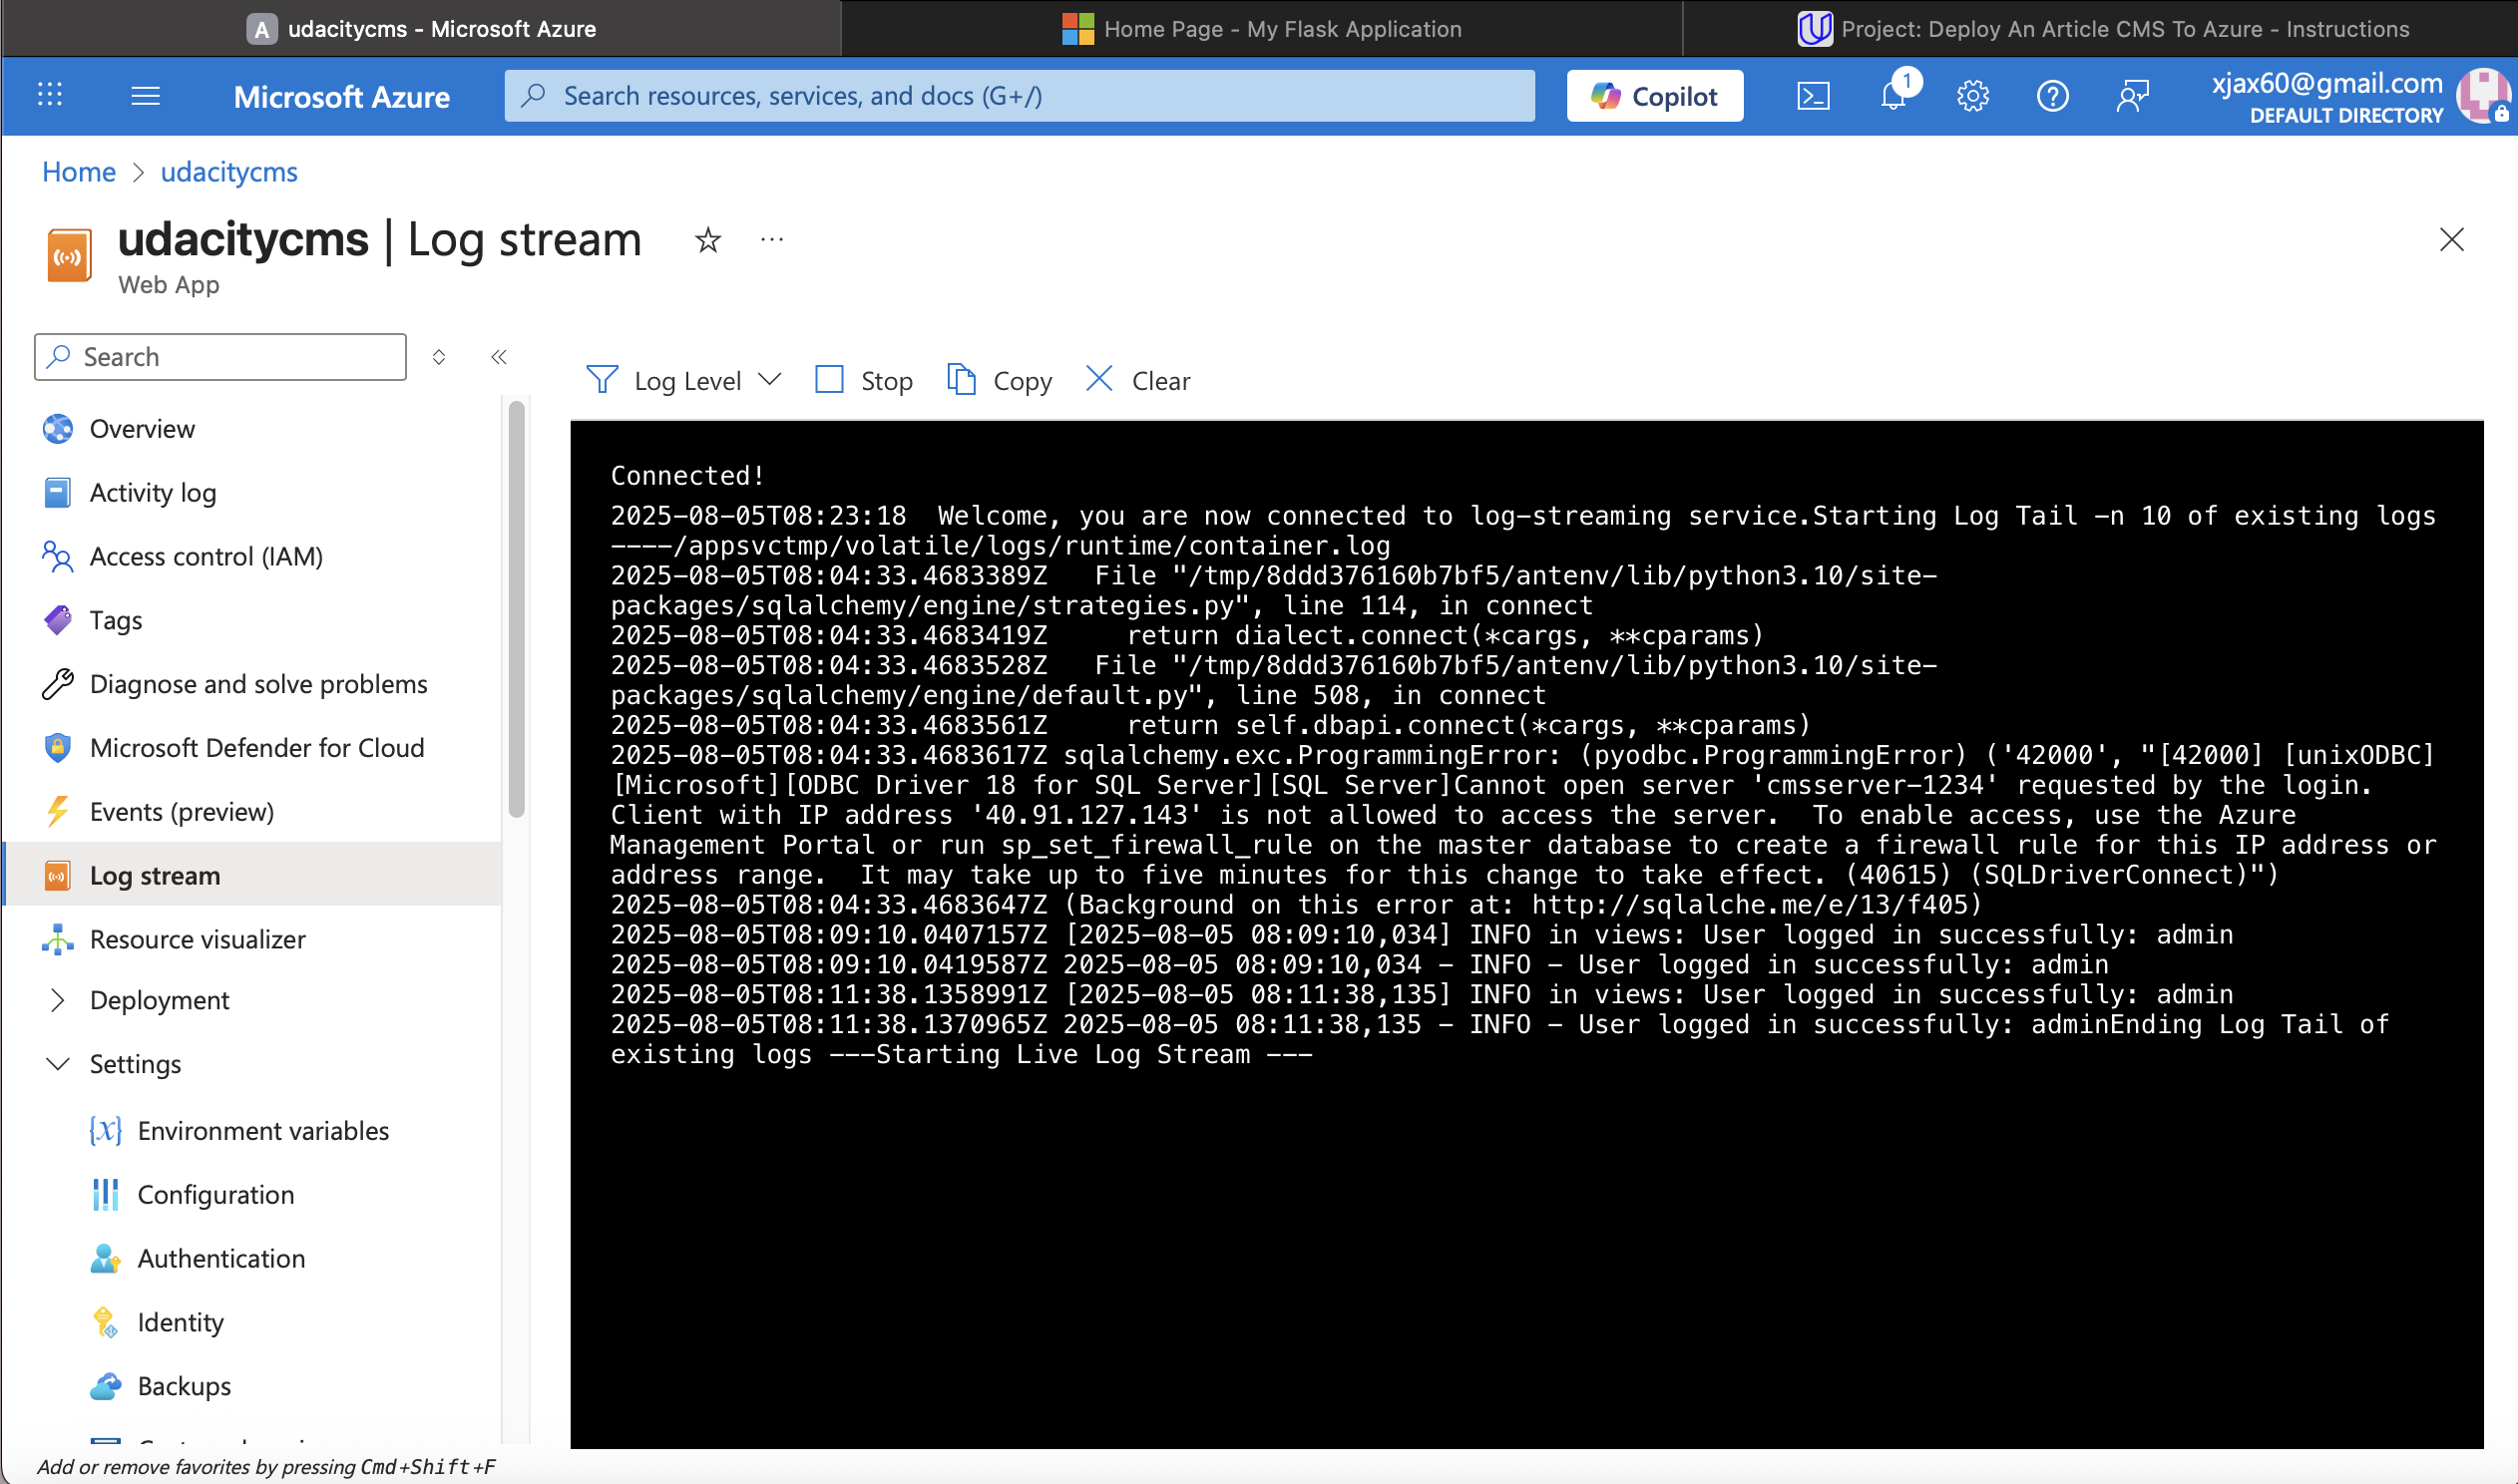 A udacitycms - Microsoft Azure
Home Page - My Flask Application
Project: Deploy An Article CMS To Azure - Instructions
Microsoft Azure
Search resources, services, and docs (G+/)
Copilot
1
xjax60@gmail.com
DEFAULT DIRECTORY
Home > udacitycms
udacitycms | Log stream
Web App
Search
Log Level
Stop
Copy
Clear
Overview
Activity log
Access control (IAM)
Tags
Diagnose and solve problems
Microsoft Defender for Cloud
Events (preview)
Log stream
Resource visualizer
Deployment
Settings
Environment variables
Configuration
Authentication
Identity
Backups
Add or remove favorites by pressing Cmd+Shift+F
Connected!
2025-08-05T08:23:18  Welcome, you are now connected to log-streaming service.Starting Log Tail -n 10 of existing logs
----/appsvctmp/volatile/logs/runtime/container.log
2025-08-05T08:04:33.4683389Z   File "/tmp/8ddd376160b7bf5/antenv/lib/python3.10/site-
packages/sqlalchemy/engine/strategies.py", line 114, in connect
2025-08-05T08:04:33.4683419Z     return dialect.connect(*cargs, **cparams)
2025-08-05T08:04:33.4683528Z   File "/tmp/8ddd376160b7bf5/antenv/lib/python3.10/site-
packages/sqlalchemy/engine/default.py", line 508, in connect
2025-08-05T08:04:33.4683561Z     return self.dbapi.connect(*cargs, **cparams)
2025-08-05T08:04:33.4683617Z sqlalchemy.exc.ProgrammingError: (pyodbc.ProgrammingError) ('42000', "[42000] [unixODBC]
[Microsoft][ODBC Driver 18 for SQL Server][SQL Server]Cannot open server 'cmsserver-1234' requested by the login.
Client with IP address '40.91.127.143' is not allowed to access the server.  To enable access, use the Azure
Management Portal or run sp_set_firewall_rule on the master database to create a firewall rule for this IP address or
address range.  It may take up to five minutes for this change to take effect. (40615) (SQLDriverConnect)")
2025-08-05T08:04:33.4683647Z (Background on this error at: http://sqlalche.me/e/13/f405)
2025-08-05T08:09:10.0407157Z [2025-08-05 08:09:10,034] INFO in views: User logged in successfully: admin
2025-08-05T08:09:10.0419587Z 2025-08-05 08:09:10,034 - INFO - User logged in successfully: admin
2025-08-05T08:11:38.1358991Z [2025-08-05 08:11:38,135] INFO in views: User logged in successfully: admin
2025-08-05T08:11:38.1370965Z 2025-08-05 08:11:38,135 - INFO - User logged in successfully: adminEnding Log Tail of
existing logs ---Starting Live Log Stream ---